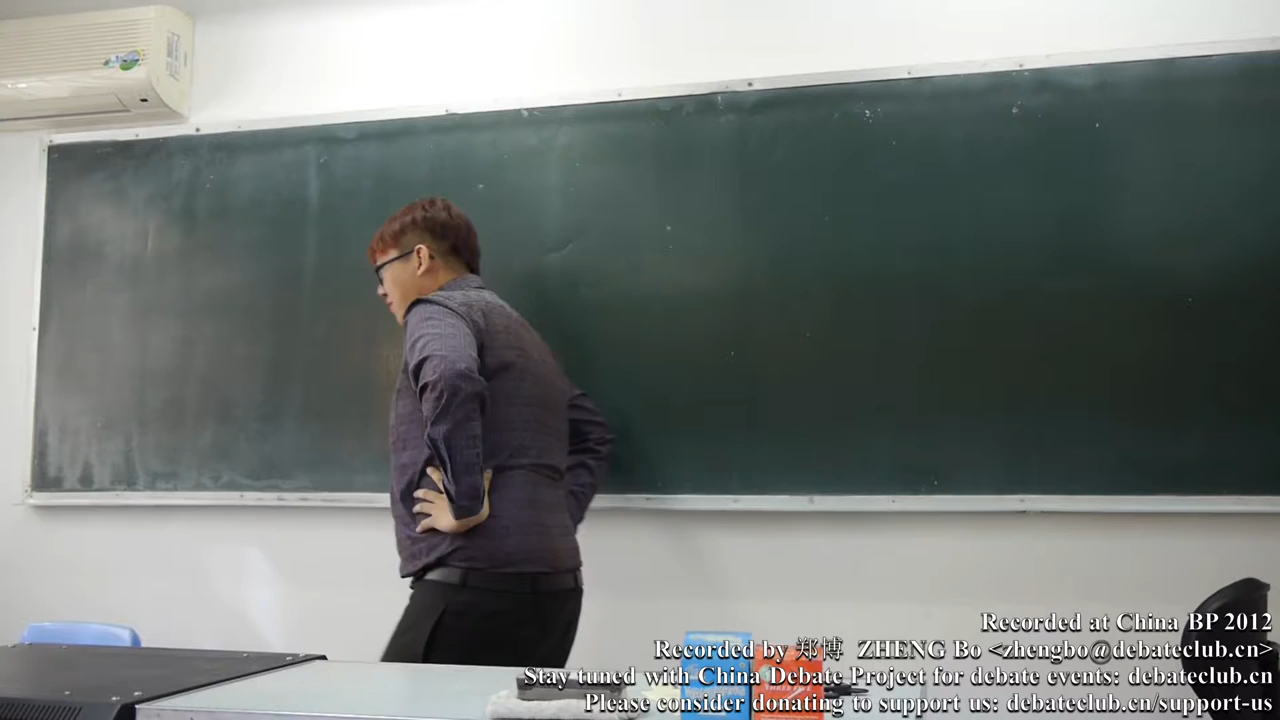 Recorded at China BP 2012
Recorded by 郑博 ZHENG Bo <zhengbo@debateclub.cn>
Stay tuned with China Debate Project for debate events: debateclub.cn
Please consider donating to support us: debateclub.cn/support-us